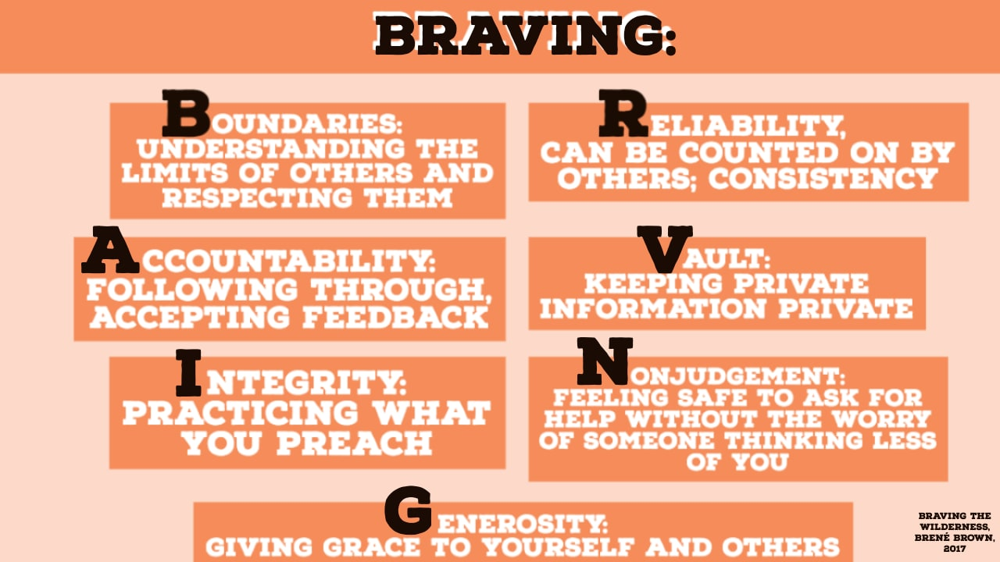 BRAVING:
BOUNDARIES:
UNDERSTANDING THE
LIMITS OF OTHERS AND
RESPECTING THEM
RELIABILITY,
CAN BE COUNTED ON BY
OTHERS; CONSISTENCY
ACCOUNTABILITY:
FOLLOWING THROUGH,
ACCEPTING FEEDBACK
VAULT:
KEEPING PRIVATE
INFORMATION PRIVATE
INTEGRITY:
PRACTICING WHAT
YOU PREACH
NONJUDGEMENT:
FEELING SAFE TO ASK FOR
HELP WITHOUT THE WORRY
OF SOMEONE THINKING LESS
OF YOU
GENEROSITY:
GIVING GRACE TO YOURSELF AND OTHERS
BRAVING THE
WILDERNESS,
BRENÉ BROWN,
2017